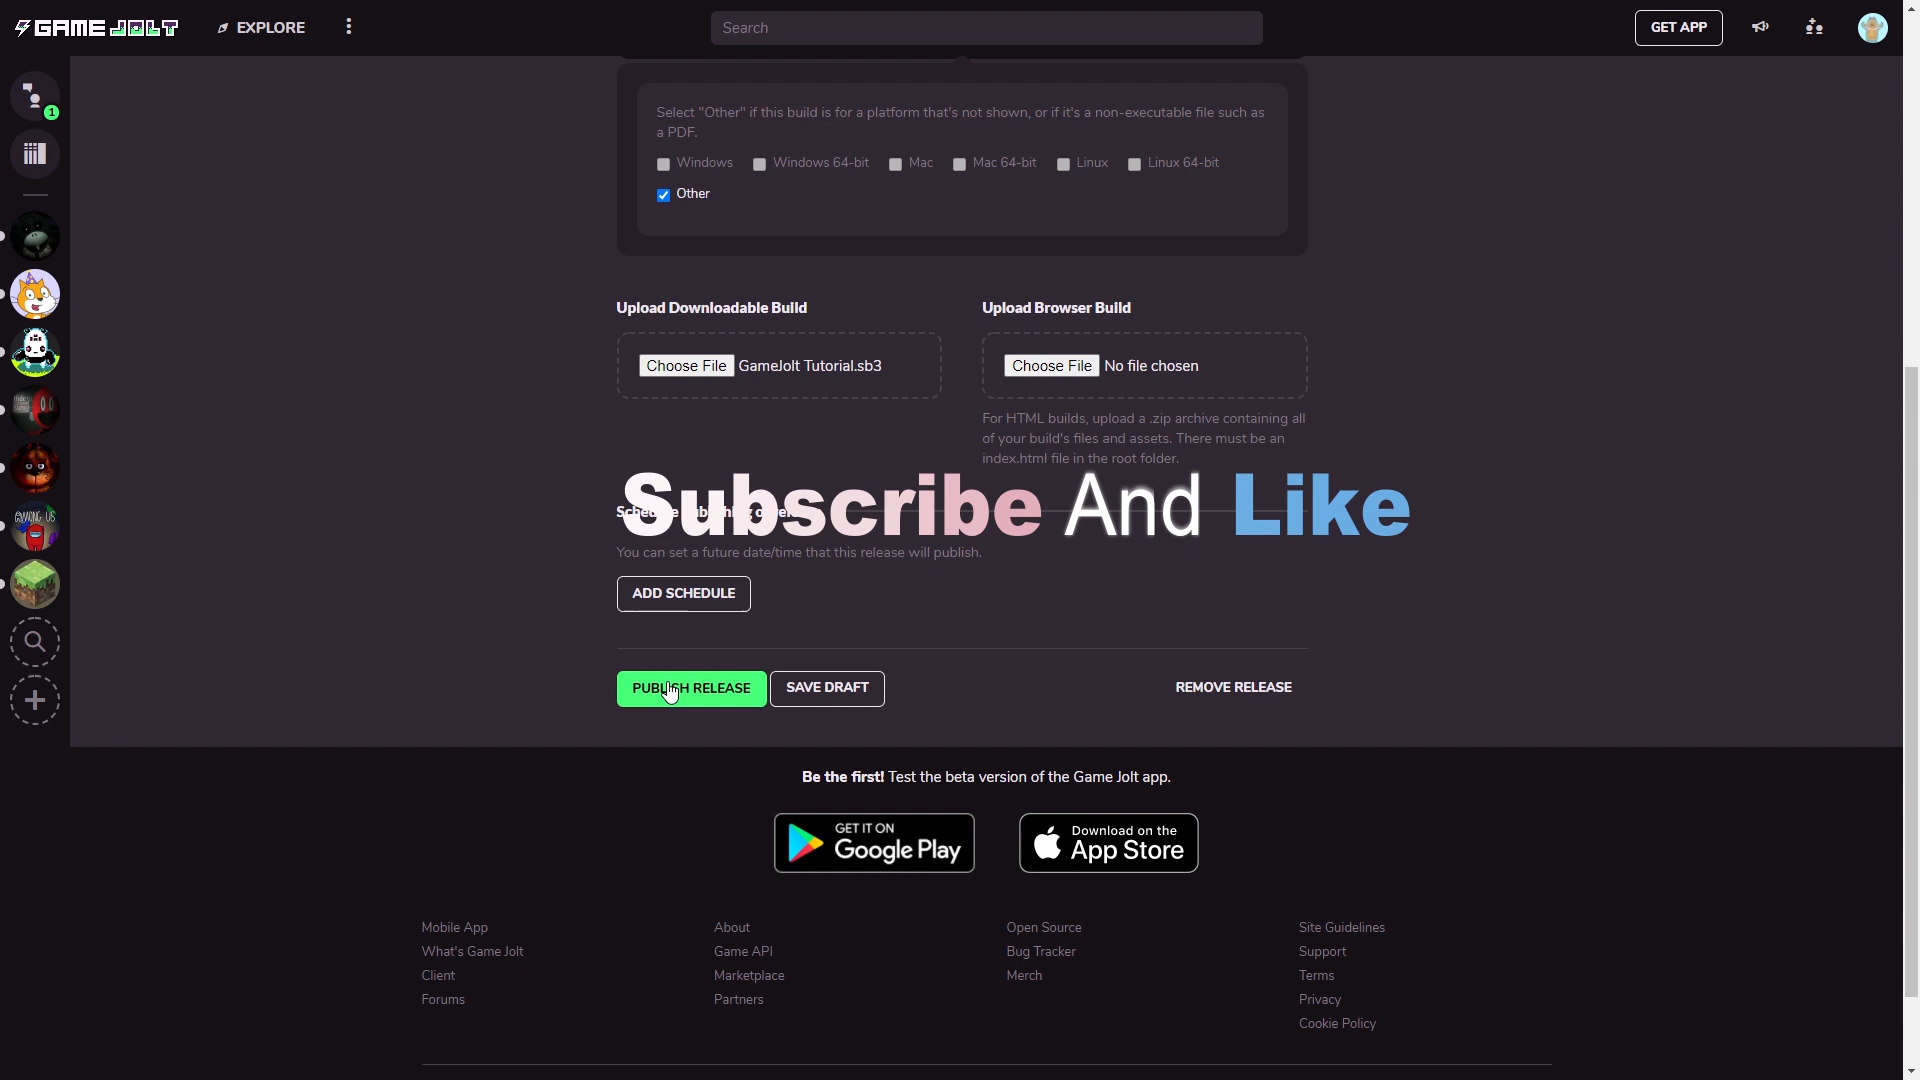 GAME JOLT
EXPLORE
Search
GET APP
1
Select "Other" if this build is for a platform that's not shown, or if it's a non-executable file such as
a PDF.
Windows Windows 64-bit Mac Mac 64-bit Linux Linux 64-bit
Other
Upload Downloadable Build
Choose File GameJolt Tutorial.sb3
Upload Browser Build
Choose File No file chosen
For HTML builds, upload a .zip archive containing all
of your build's files and assets. There must be an
index.html file in the root folder.
Subscribe And Like
You can set a future date/time that this release will publish.
ADD SCHEDULE
PUBLISH RELEASE SAVE DRAFT REMOVE RELEASE
Be the first! Test the beta version of the Game Jolt app.
GET IT ON
Google Play
Download on the
App Store
Mobile App
What's Game Jolt
Client
Forums
About
Game API
Marketplace
Partners
Open Source
Bug Tracker
Merch
Site Guidelines
Support
Terms
Privacy
Cookie Policy
AMONG US